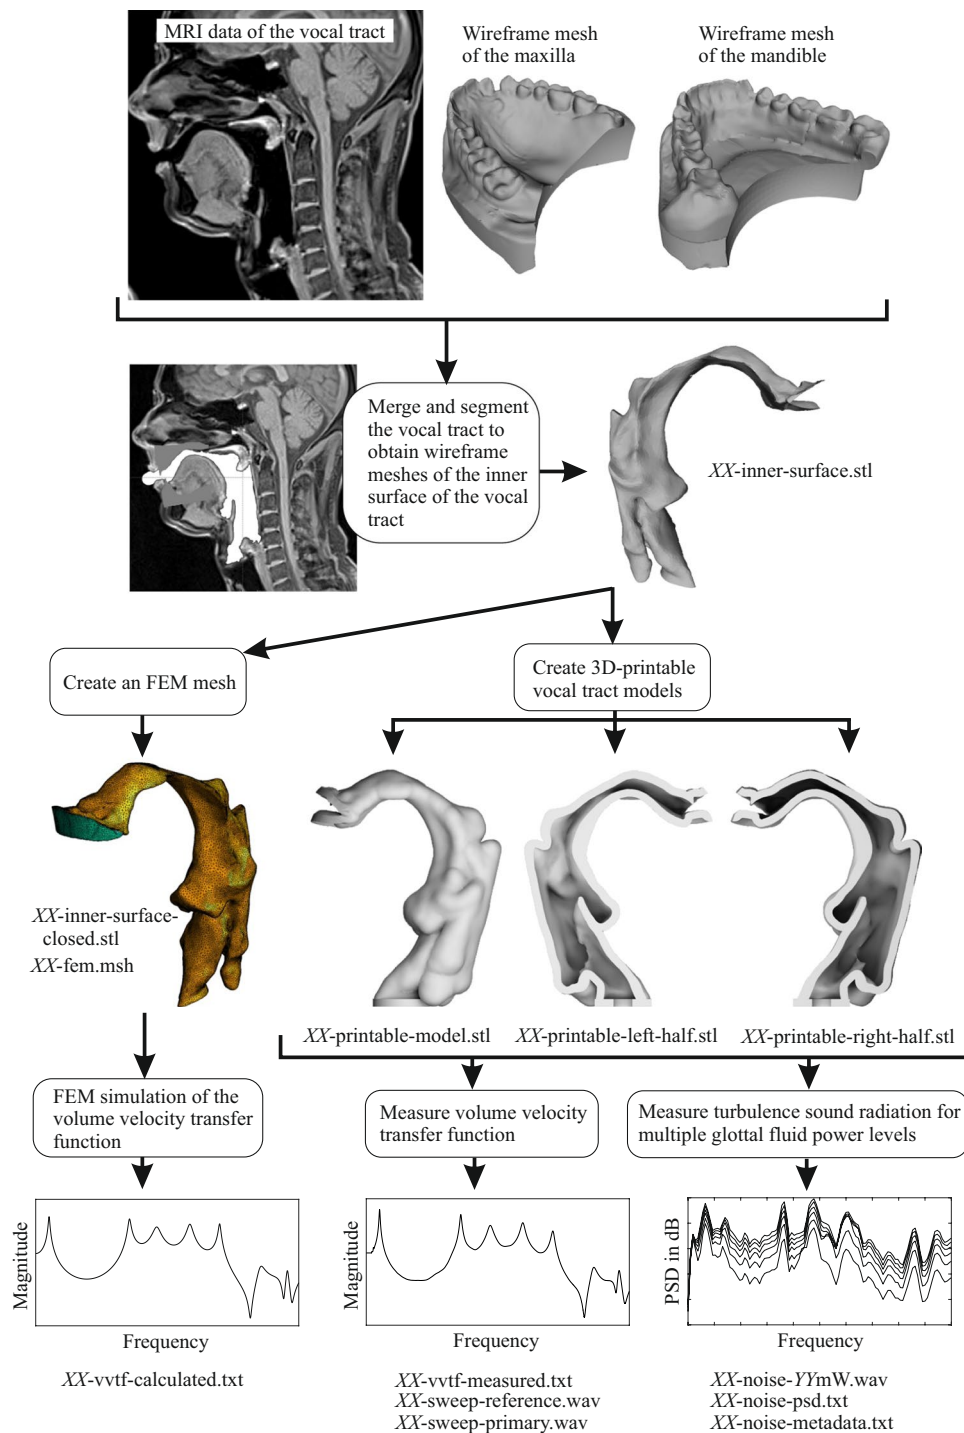 MRI data of the vocal tract
Wireframe mesh
of the maxilla
Wireframe mesh
of the mandible
Merge and segment
the vocal tract to
obtain wireframe
meshes of the inner
surface of the vocal
tract
XX-inner-surface.stl
Create an FEM mesh
Create 3D-printable
vocal tract models
XX-inner-surface-
closed.stl
XX-fem.msh
XX-printable-model.stl
XX-printable-left-half.stl
XX-printable-right-half.stl
FEM simulation of the
volume velocity transfer
function
Measure volume velocity
transfer function
Measure turbulence sound radiation for
multiple glottal fluid power levels
Magnitude
Frequency
Magnitude
Frequency
PSD in dB
Frequency
XX-vvtf-calculated.txt
XX-vvtf-measured.txt
XX-sweep-reference.wav
XX-sweep-primary.wav
XX-noise-YYmW.wav
XX-noise-psd.txt
XX-noise-metadata.txt